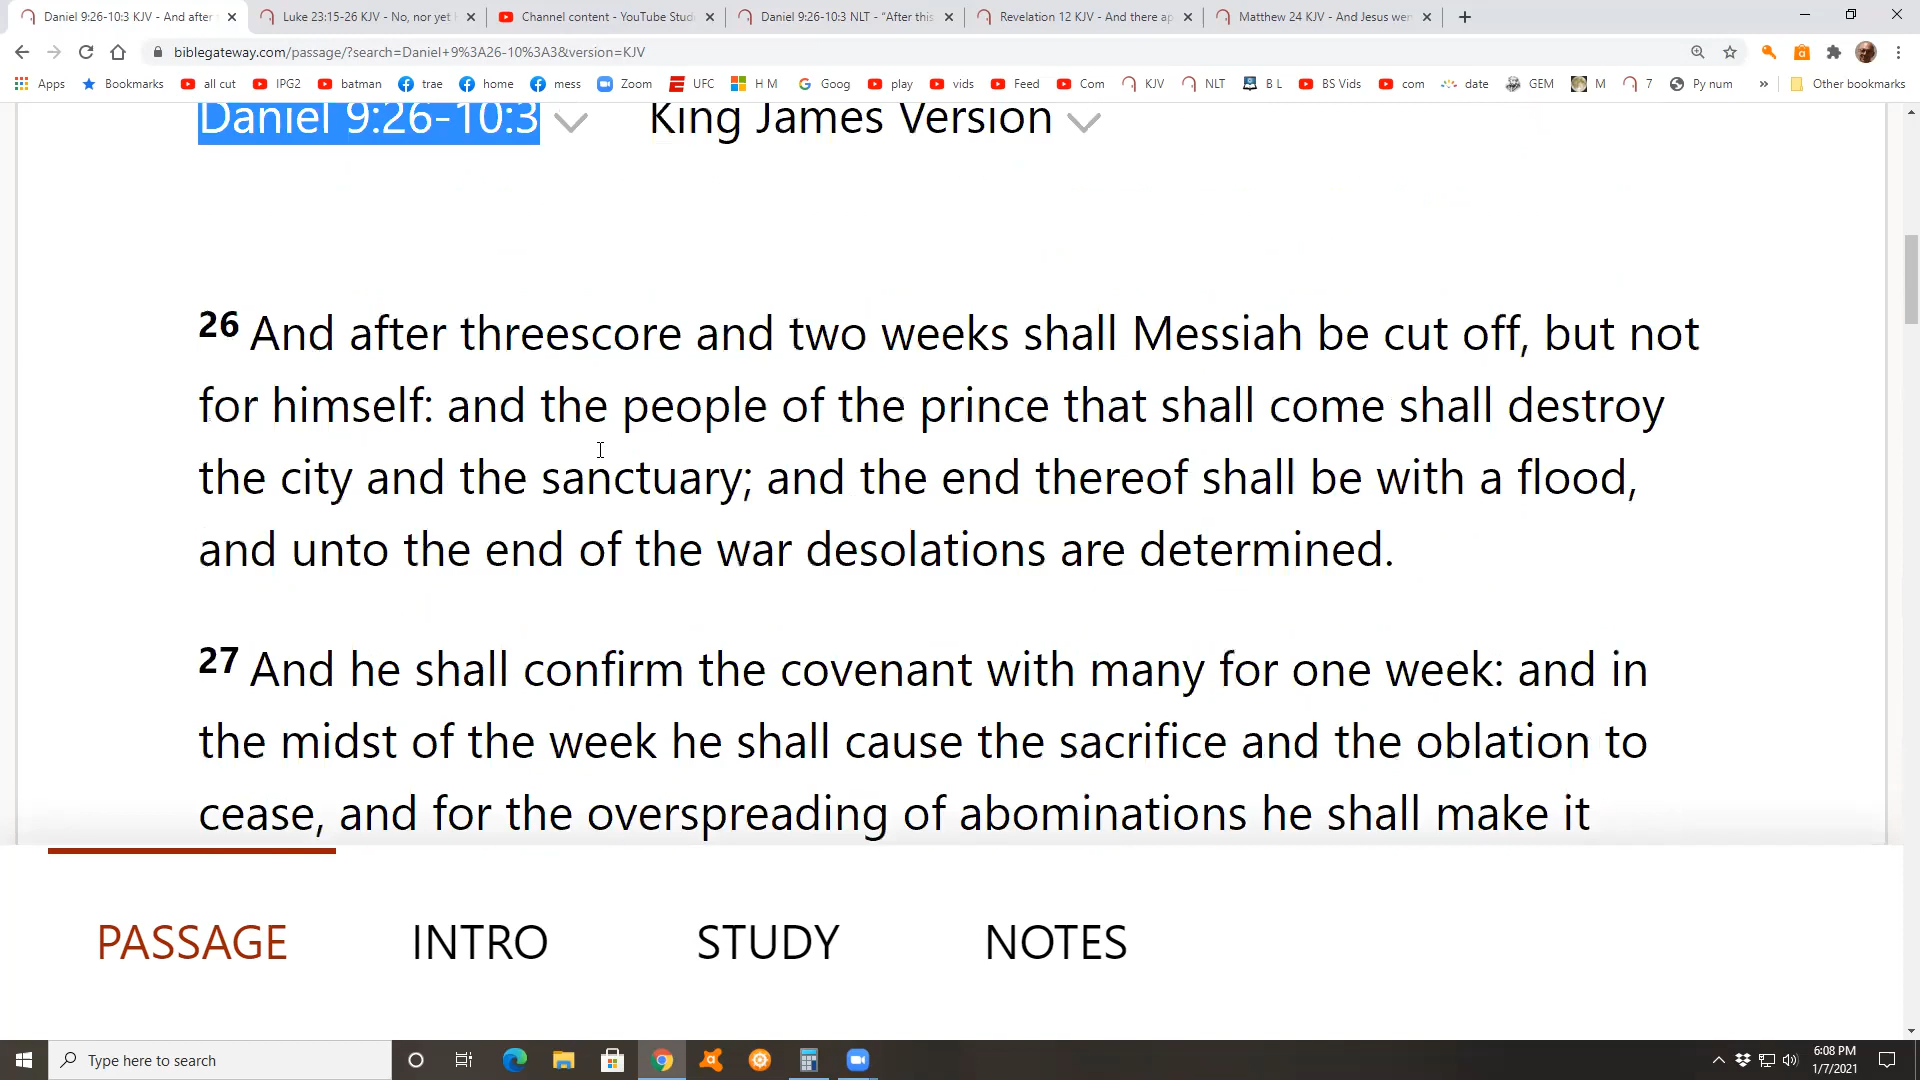 Daniel 9:26-10:3 KJV - And after
Luke 23:15-26 KJV - No, nor yet
Channel content - YouTube Stud
Daniel 9:26-10:3 NLT - “After this
Revelation 12 KJV - And there ap
Matthew 24 KJV - And Jesus wen
biblegateway.com/passage/?search=Daniel+9%3A26-10%3A3&version=KJV
Apps Bookmarks all cut IPG2 batman trae home mess Zoom UFC H M Goog play vids Feed Com KJV NLT B L BS Vids com date GEM M 7 Py num » Other bookmarks
Daniel 9:26-10:3 King James Version
26 And after threescore and two weeks shall Messiah be cut off, but not
for himself: and the people of the prince that shall come shall destroy
the city and the sanctuary; and the end thereof shall be with a flood,
and unto the end of the war desolations are determined.
27 And he shall confirm the covenant with many for one week: and in
the midst of the week he shall cause the sacrifice and the oblation to
cease, and for the overspreading of abominations he shall make it
PASSAGE INTRO STUDY NOTES
Type here to search
6:08 PM
1/7/2021